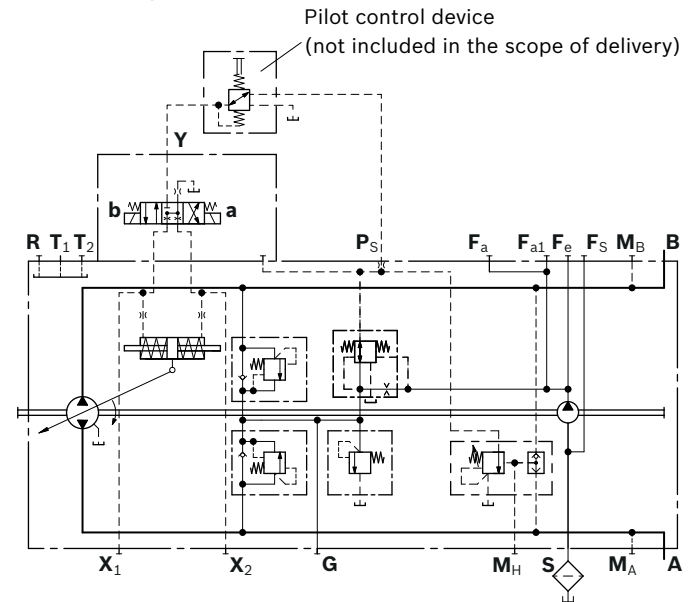 Pilot control device
(not included in the scope of delivery)
Y
b a
R T1 T2 PS Fa Fa1 Fe FS MB B
X1 X2 G MH S MA A